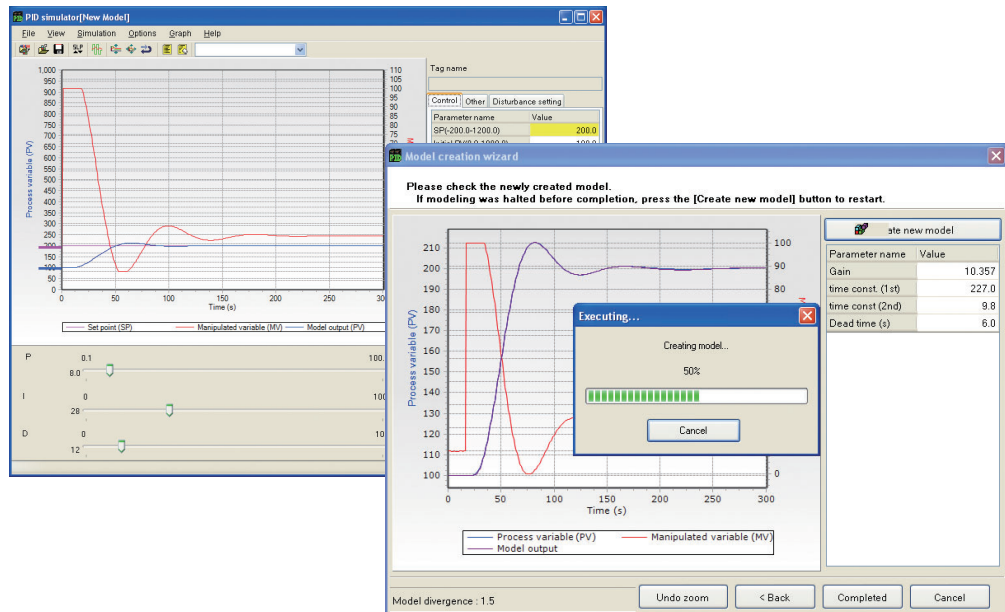 PID simulator[New Model]
File View Simulation Options Graph Help
Tag name
Control Other Disturbance setting
Parameter name Value
SP(-200.0-1200.0) 200.0
1,000
950
900
850
800
750
700
650
600
550
500
450
400
350
300
250
200
150
100
50
0
110
105
100
95
90
85
80
75
70
65
Process variable (PV)
0 50 100 150 200 250 300
Time (s)
Set point (SP) Manipulated variable (MV) Model output (PV)
P 0.1 100.
8.0
I 0 100
28
D 0 10
12
PID Model creation wizard
Please check the newly created model.
If modeling was halted before completion, press the [Create new model] button to restart.
ate new model
Parameter name Value
Gain 10.357
time const. (1st) 227.0
time const (2nd) 9.8
Dead time (s) 6.0
210
200
190
180
170
160
150
140
130
120
110
100
100
90
80
0
Process variable (PV)
0 50 100 150 200 250 300
Time (s)
Process variable (PV) Manipulated variable (MV)
Model output
Executing...
Creating model...
50%
Cancel
Model divergence : 1.5
Undo zoom < Back Completed Cancel